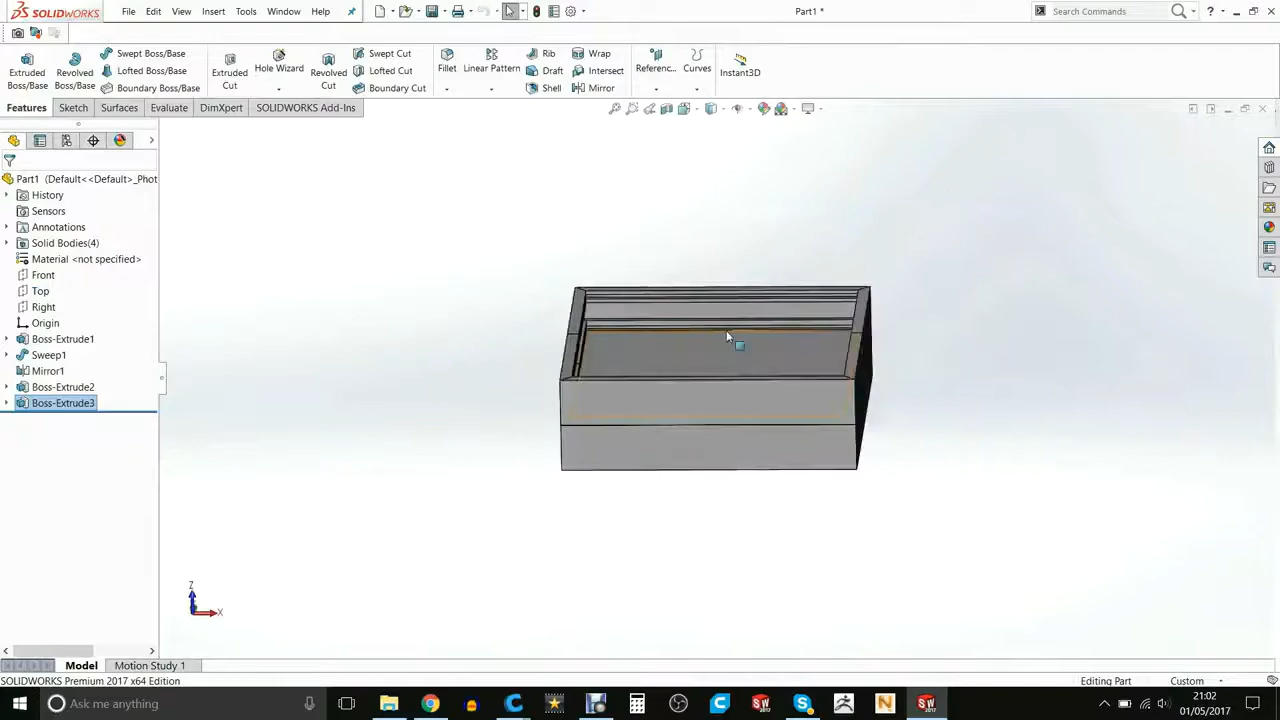 SOLIDWORKS File Edit View Insert Tools Window Help Part1 * Search Commands
Extruded Boss/Base
Revolved Boss/Base
Swept Boss/Base
Lofted Boss/Base
Boundary Boss/Base
Extruded Cut
Hole Wizard
Revolved Cut
Swept Cut
Lofted Cut
Boundary Cut
Fillet
Linear Pattern
Rib
Draft
Shell
Wrap
Intersect
Mirror
Referenc...
Curves
Instant3D
Features Sketch Surfaces Evaluate DimXpert SOLIDWORKS Add-Ins
Part1 (Default<<Default>_Phot
History
Sensors
Annotations
Solid Bodies(4)
Material <not specified>
Front
Top
Right
Origin
Boss-Extrude1
Sweep1
Mirror1
Boss-Extrude2
Boss-Extrude3
Z
X
Model Motion Study 1
SOLIDWORKS Premium 2017 x64 Edition Editing Part Custom
Ask me anything
21:02
01/05/2017